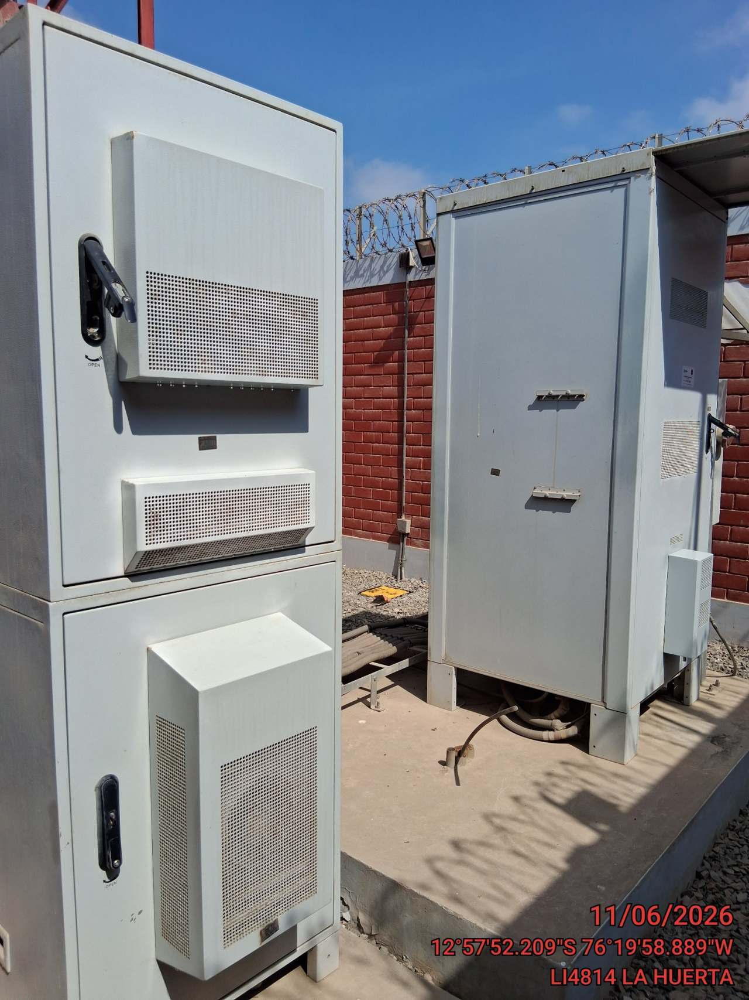 OPEN
OPEN
11/06/2026
12°57'52.209"S 76°19'58.889"W
LI4814 LA HUERTA